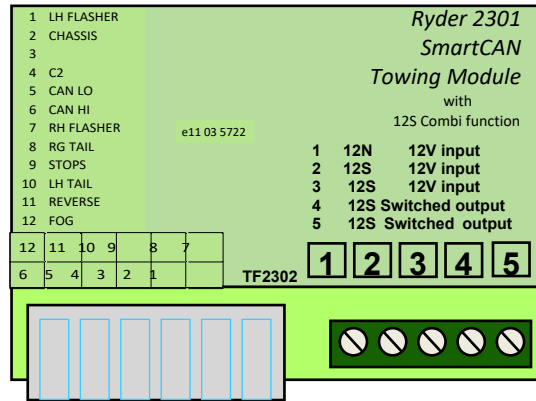 1 LH FLASHER
2 CHASSIS
3
4 C2
5 CAN LO
6 CAN HI
7 RH FLASHER
8 RG TAIL
9 STOPS
10 LH TAIL
11 REVERSE
12 FOG
e11 03 5722
Ryder 2301
SmartCAN
Towing Module
with
12S Combi function
1 12N 12V input
2 12S 12V input
3 12S 12V input
4 12S Switched output
5 12S Switched output
12 11 10 9 8 7
6 5 4 3 2 1
TF2302 1 2 3 4 5